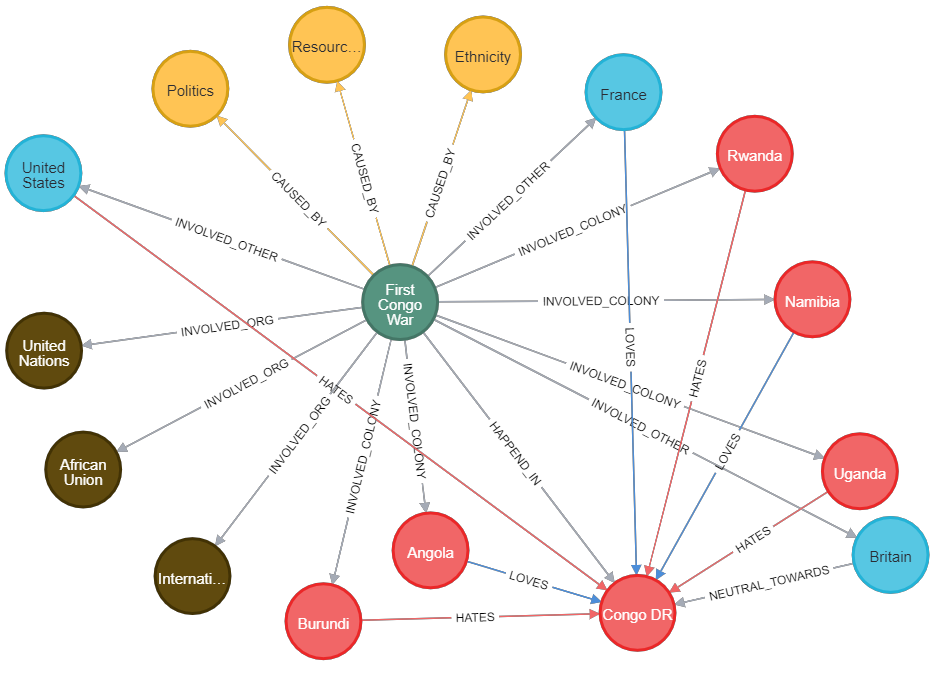 Resourc...
Ethnicity
Politics
France
Rwanda
United
States
CAUSED_BY
CAUSED_BY
CAUSED_BY
INVOLVED_OTHER
INVOLVED_COLONY
INVOLVED_OTHER
First
Congo
War
INVOLVED_COLONY
Namibia
United
Nations
INVOLVED_ORG
LOVES
HATES
INVOLVED_COLONY
INVOLVED_ORG
HATES
INVOLVED_COLONY
INVOLVED_OTHER
INVOLVED_ORG
INVOLVED_COLONY
HAPPEND_IN
LOVES
African
Union
Uganda
HATES
Angola
Britain
Internati...
LOVES
NEUTRAL_TOWARDS
Burundi
HATES
Congo DR